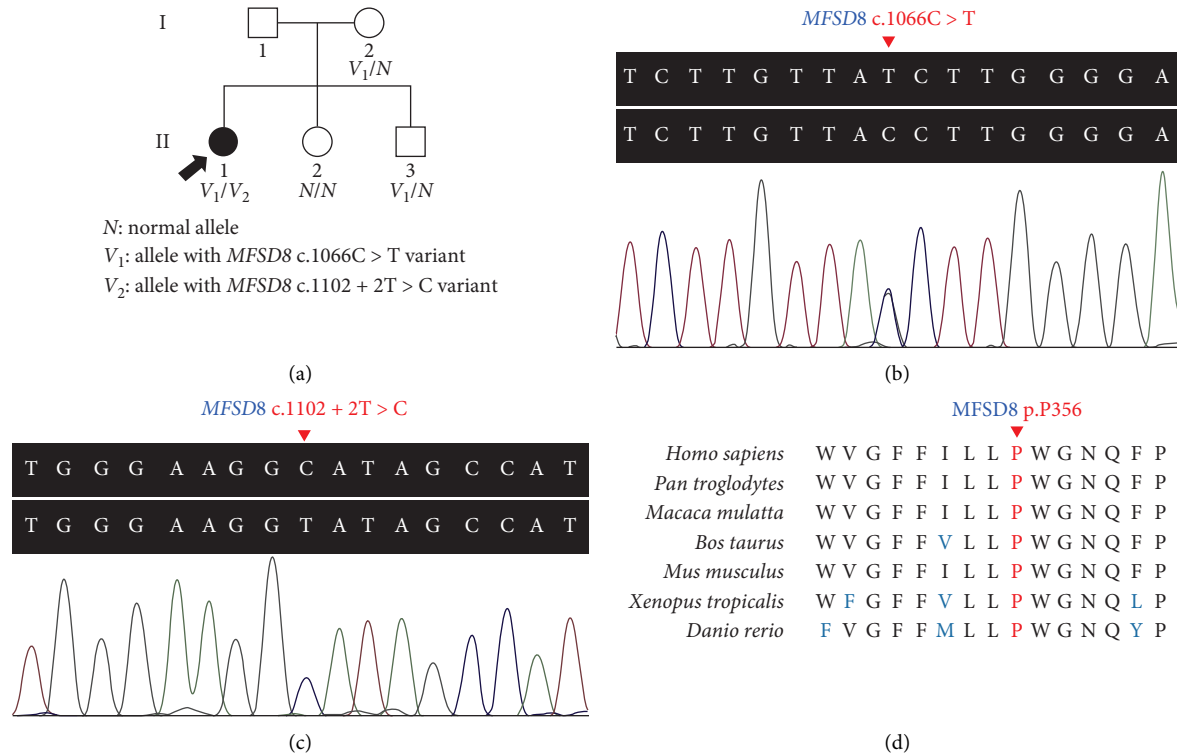 I
1
2
V1/N
II
1
2
3
V1/V2
N/N
V1/N
N: normal allele
V1: allele with MFSD8 c.1066C > T variant
V2: allele with MFSD8 c.1102 + 2T > C variant
(a)
MFSD8 c.1066C > T
T C T T G T T A T C T T G G G G A
T C T T G T T A C C T T G G G G A
(b)
MFSD8 c.1102 + 2T > C
T G G G A A G G C A T A G C C A T
T G G G A A G G T A T A G C C A T
(c)
MFSD8 p.P356
Homo sapiens W V G F F I L L P W G N Q F P
Pan troglodytes W V G F F I L L P W G N Q F P
Macaca mulatta W V G F F I L L P W G N Q F P
Bos taurus W V G F F V L L P W G N Q F P
Mus musculus W V G F F I L L P W G N Q F P
Xenopus tropicalis W F G F F V L L P W G N Q L P
Danio rerio F V G F F M L L P W G N Q Y P
(d)